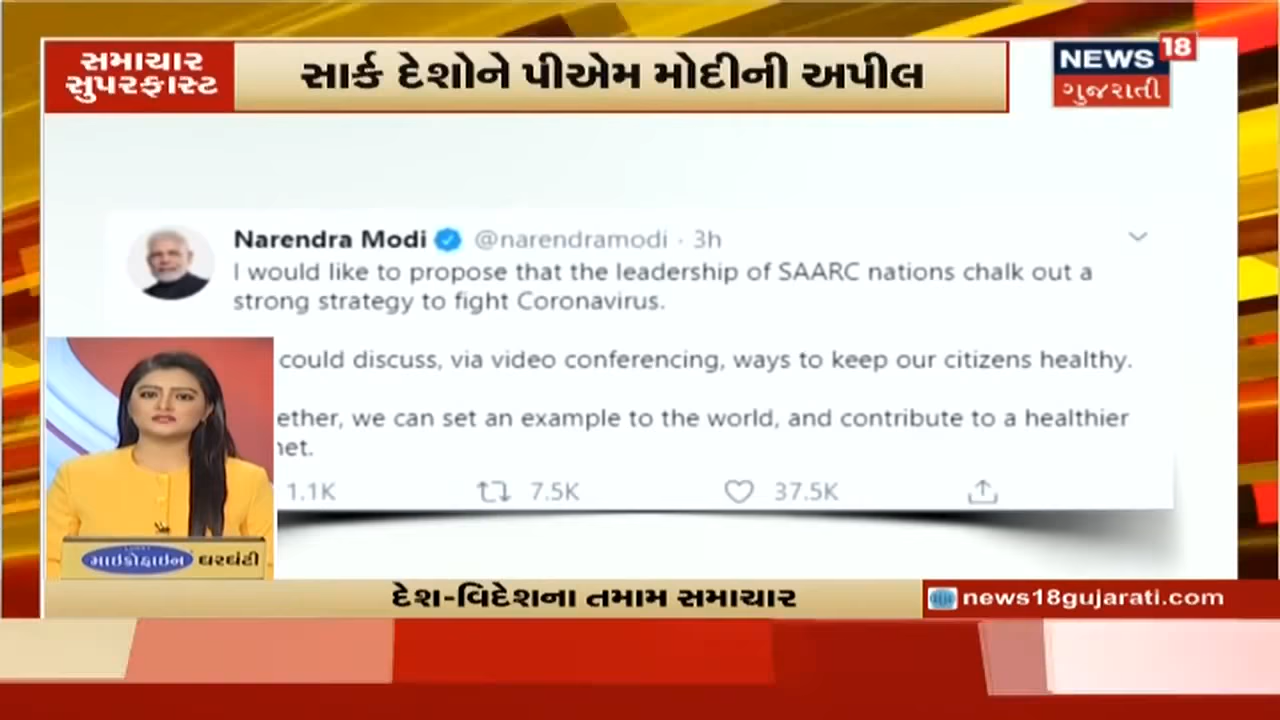 સમાચાર
સુપરફાસ્ટ
સાર્ક દેશોને પીએમ મોદીની અપીલ
NEWS 18
ગુજરાતી
Narendra Modi @narendramodi · 3h
I would like to propose that the leadership of SAARC nations chalk out a
strong strategy to fight Coronavirus.
could discuss, via video conferencing, ways to keep our citizens healthy.
ether, we can set an example to the world, and contribute to a healthier
net.
1.1K 7.5K 37.5K
માઇક્રોફાઇન ઘરઘંટી
દેશ-વિદેશના તમામ સમાચાર
news18gujarati.com